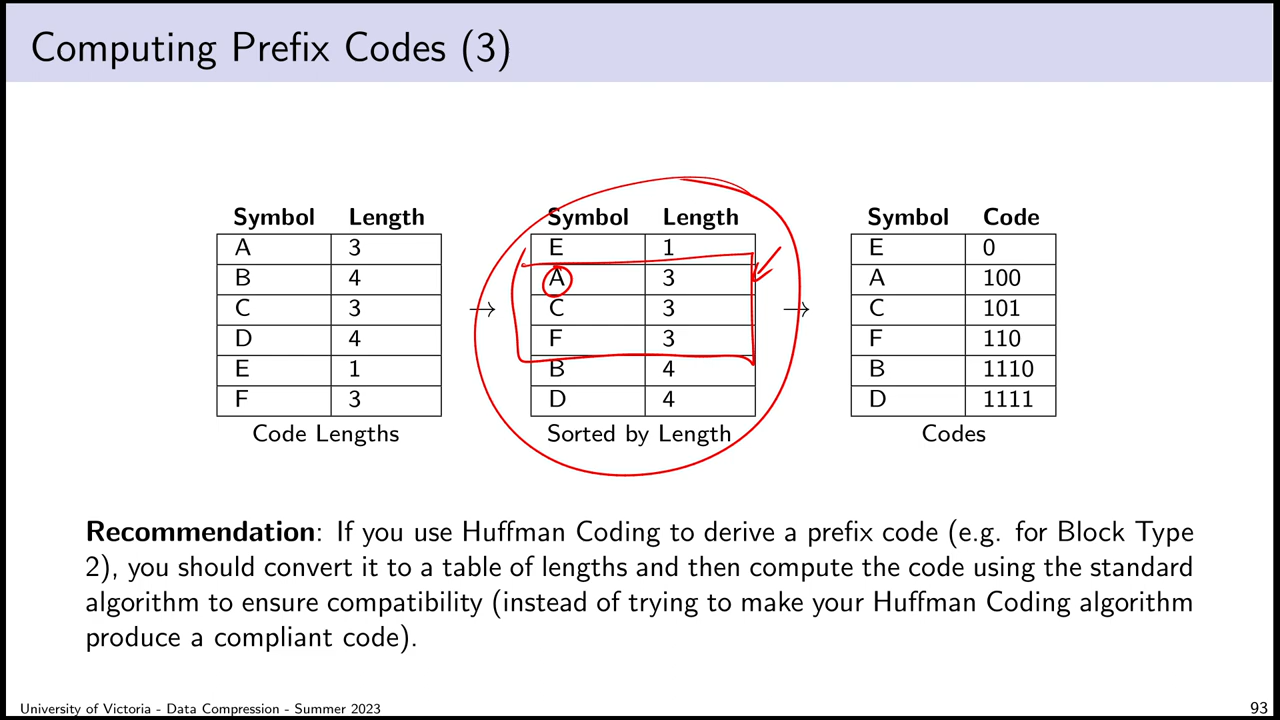 Computing Prefix Codes (3)
Symbol Length
A 3
B 4
C 3
D 4
E 1
F 3
Code Lengths
→
Symbol Length
E 1
A 3
C 3
F 3
B 4
D 4
Sorted by Length
→
Symbol Code
E 0
A 100
C 101
F 110
B 1110
D 1111
Codes
Recommendation: If you use Huffman Coding to derive a prefix code (e.g. for Block Type
2), you should convert it to a table of lengths and then compute the code using the standard
algorithm to ensure compatibility (instead of trying to make your Huffman Coding algorithm
produce a compliant code).
University of Victoria - Data Compression - Summer 2023
93